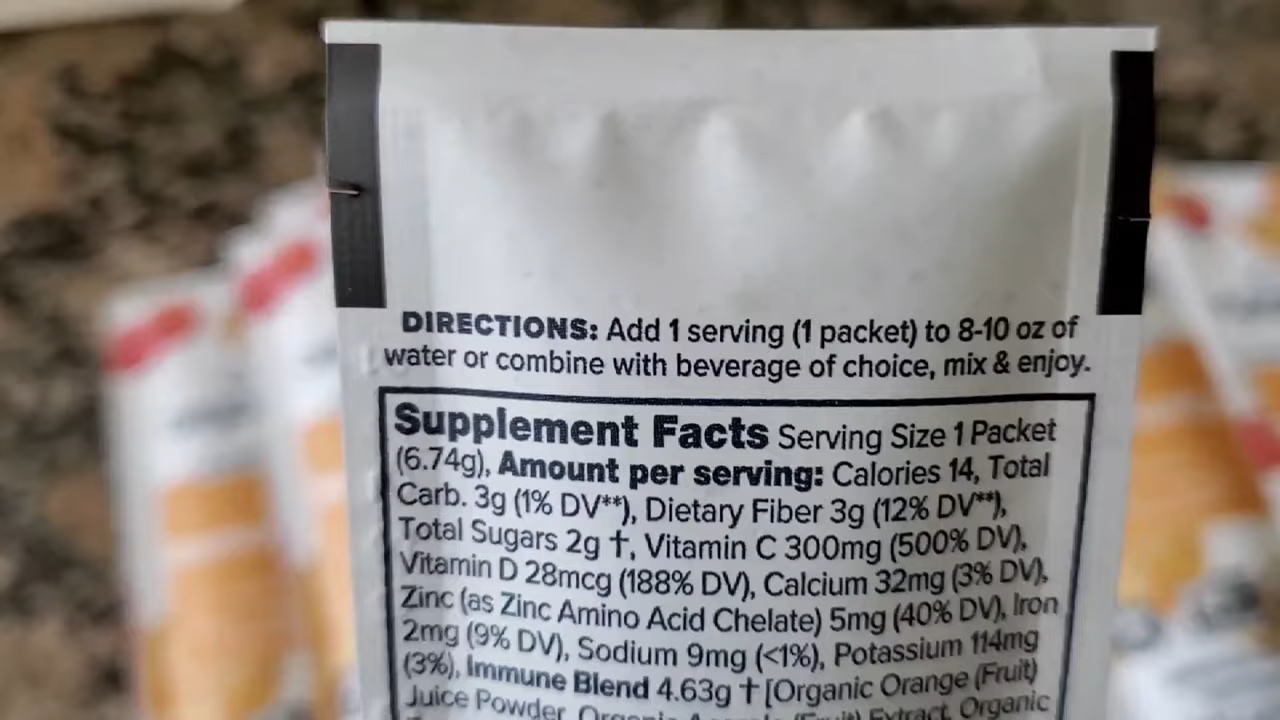 DIRECTIONS: Add 1 serving (1 packet) to 8-10 oz of
water or combine with beverage of choice, mix & enjoy.
Supplement Facts Serving Size 1 Packet
(6.74g), Amount per serving: Calories 14, Total
Carb. 3g (1% DV**), Dietary Fiber 3g (12% DV**),
Total Sugars 2g †, Vitamin C 300mg (500% DV),
Vitamin D 28mcg (188% DV), Calcium 32mg (3% DV),
Zinc (as Zinc Amino Acid Chelate) 5mg (40% DV), Iron
2mg (9% DV), Sodium 9mg (<1%), Potassium 114mg
(3%), Immune Blend 4.63g † [Organic Orange (Fruit)
Juice Powder, Organic (Fruit) Extract, Organic